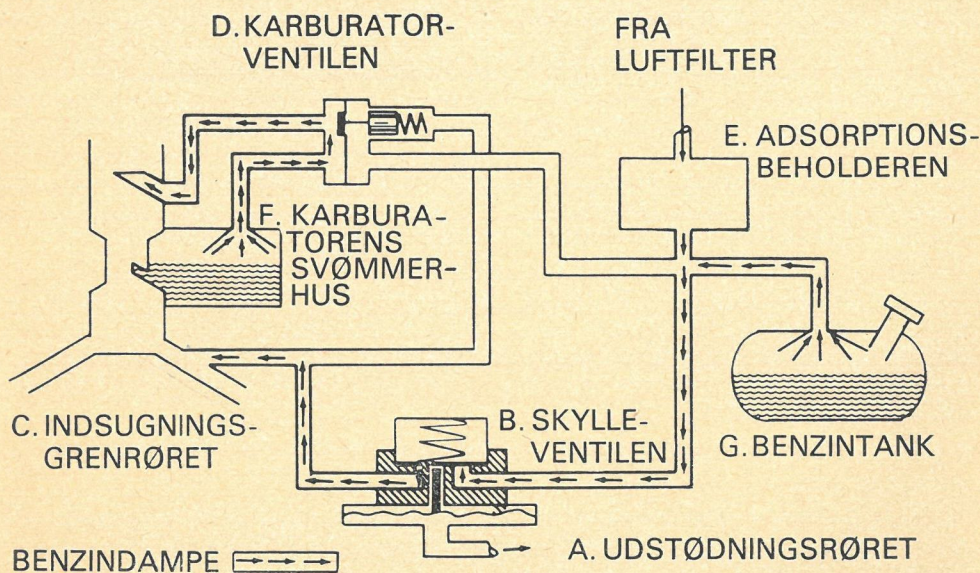 D. KARBURATOR-
VENTILEN
FRA
LUFTFILTER
E. ADSORPTIONS-
BEHOLDEREN
F. KARBURA-
TORENS
SVØMMER-
HUS
C. INDSUGNINGS-
GRENRØRET
B. SKYLLE-
VENTILEN
G. BENZINTANK
BENZINDAMPE
A. UDSTØDNINGSRØRET